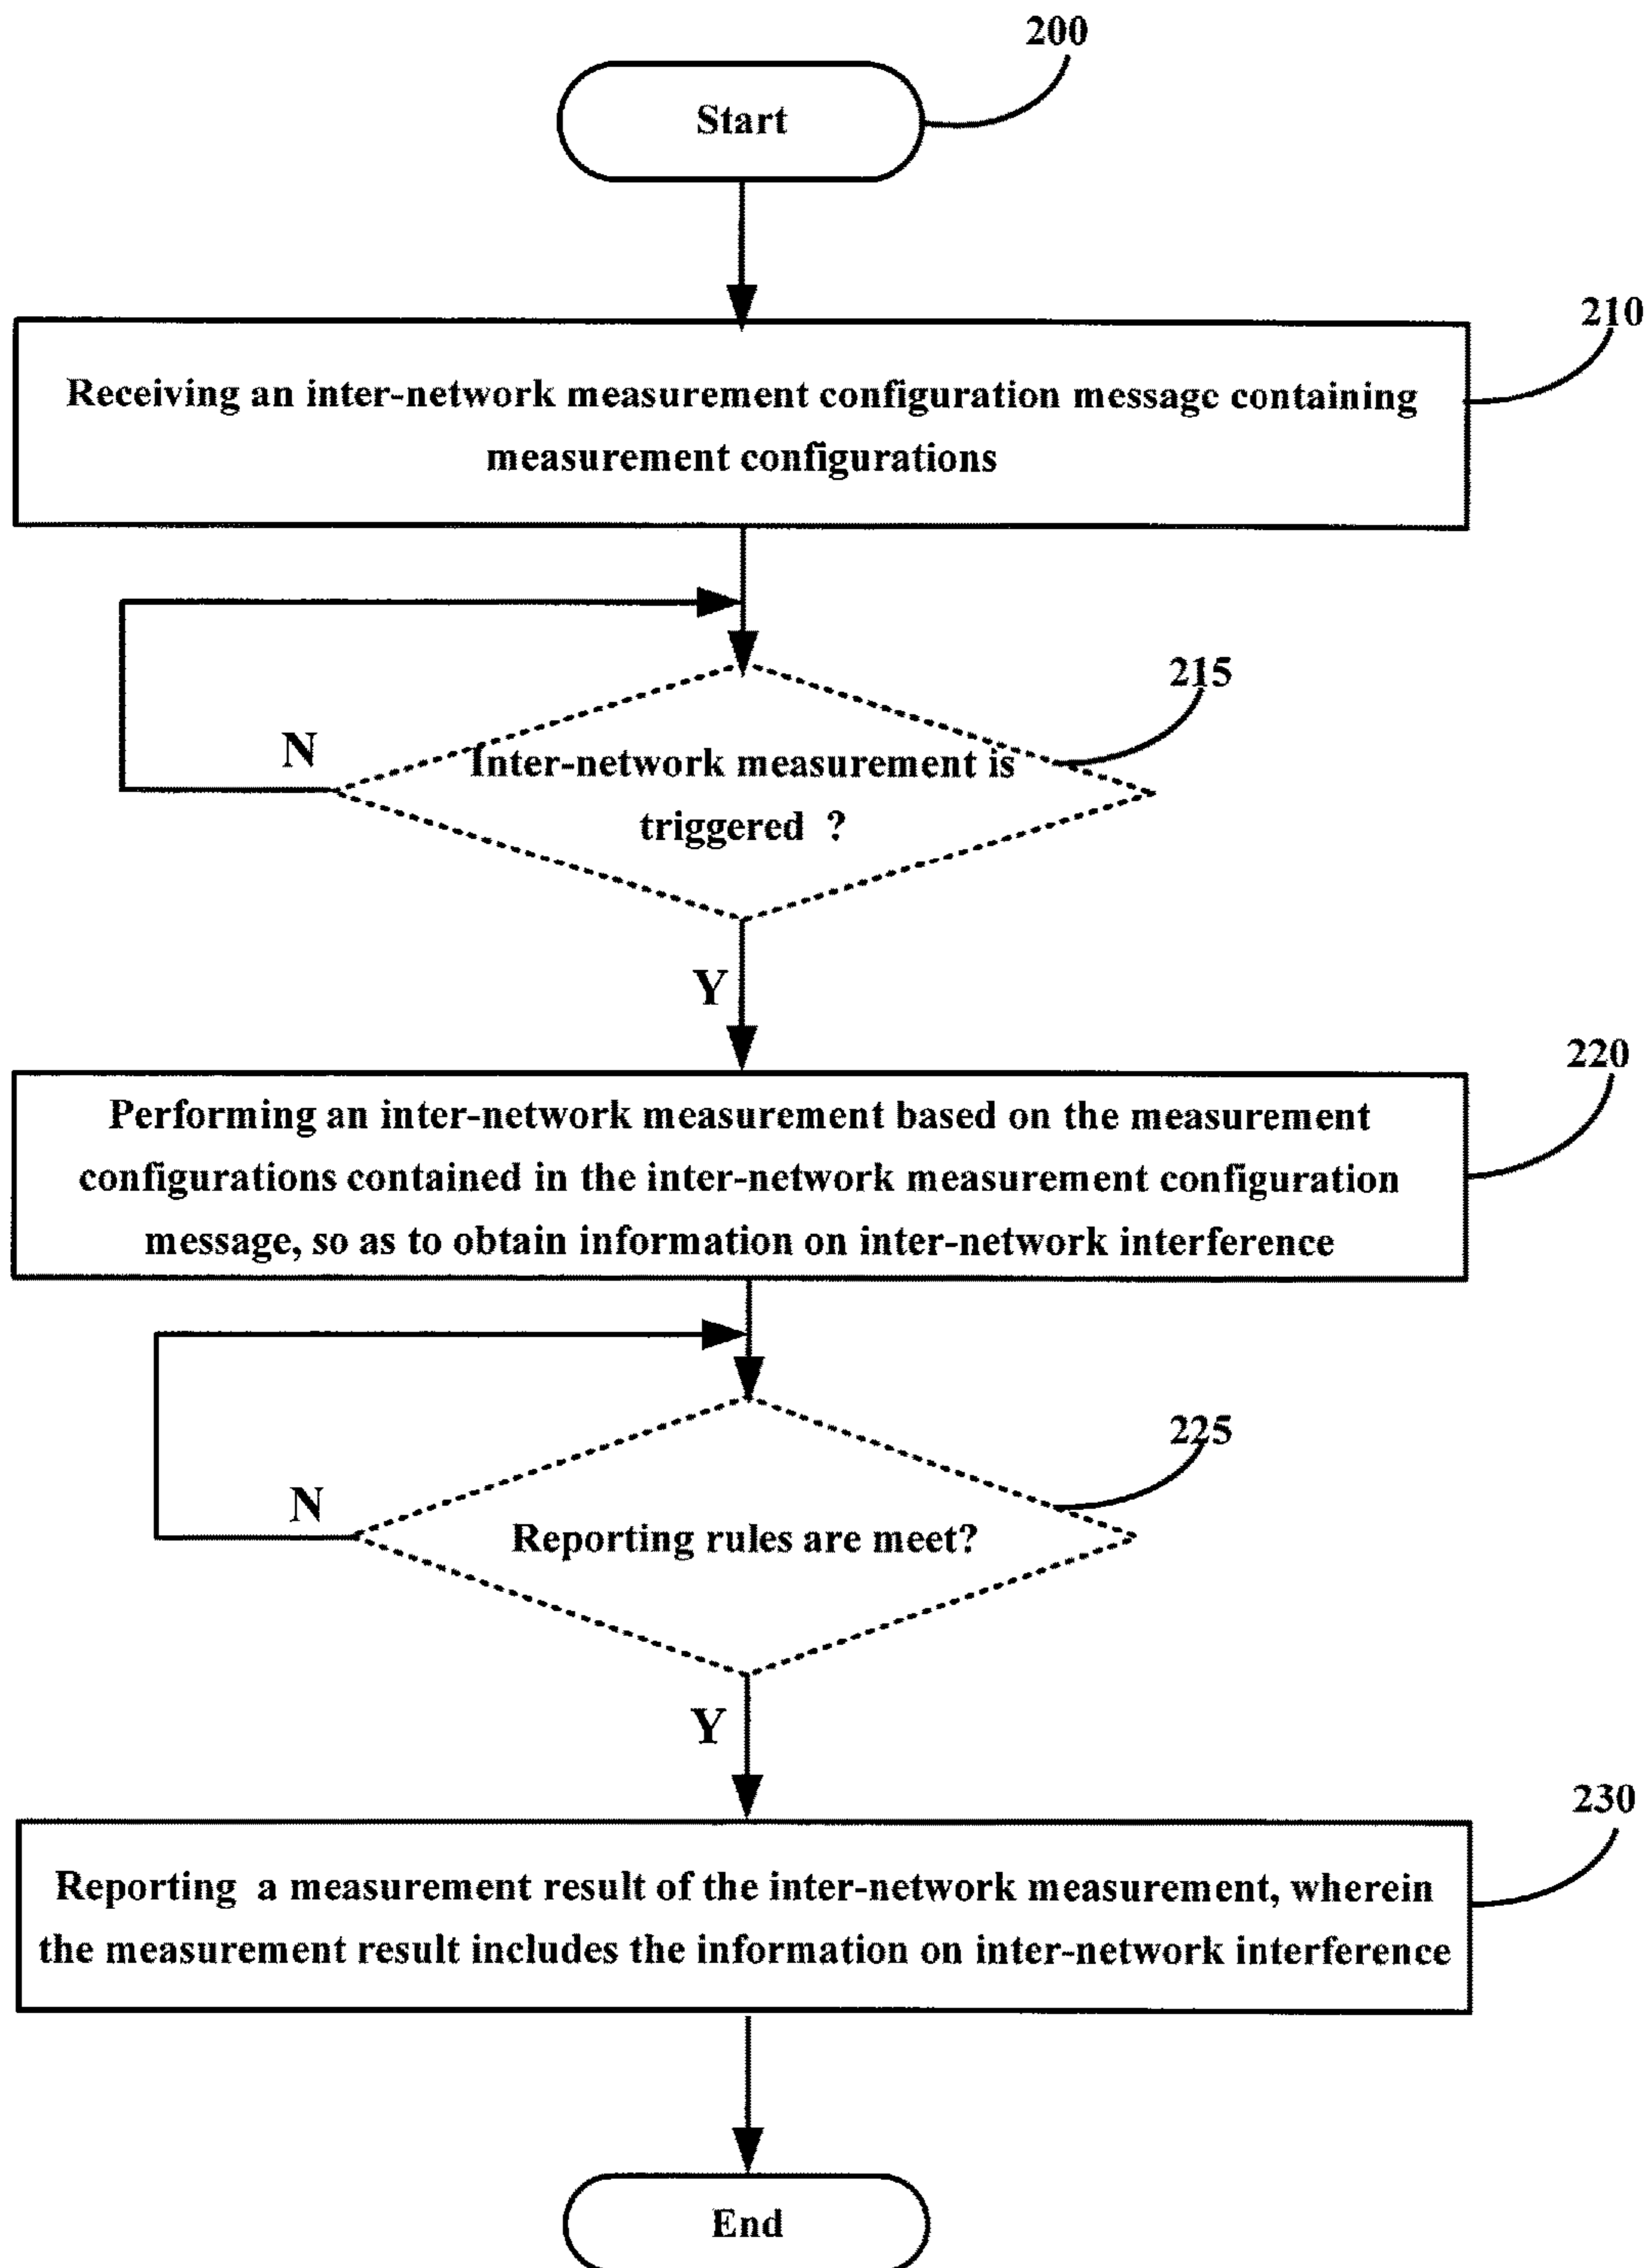 200
Start
210
Receiving an inter-network measurement configuration message containing
measurement configurations
215
N
Inter-network measurement is
triggered ?
Y
220
Performing an inter-network measurement based on the measurement
configurations contained in the inter-network measurement configuration
message, so as to obtain information on inter-network interference
225
N
Reporting rules are meet?
Y
230
Reporting a measurement result of the inter-network measurement, wherein
the measurement result includes the information on inter-network interference
End